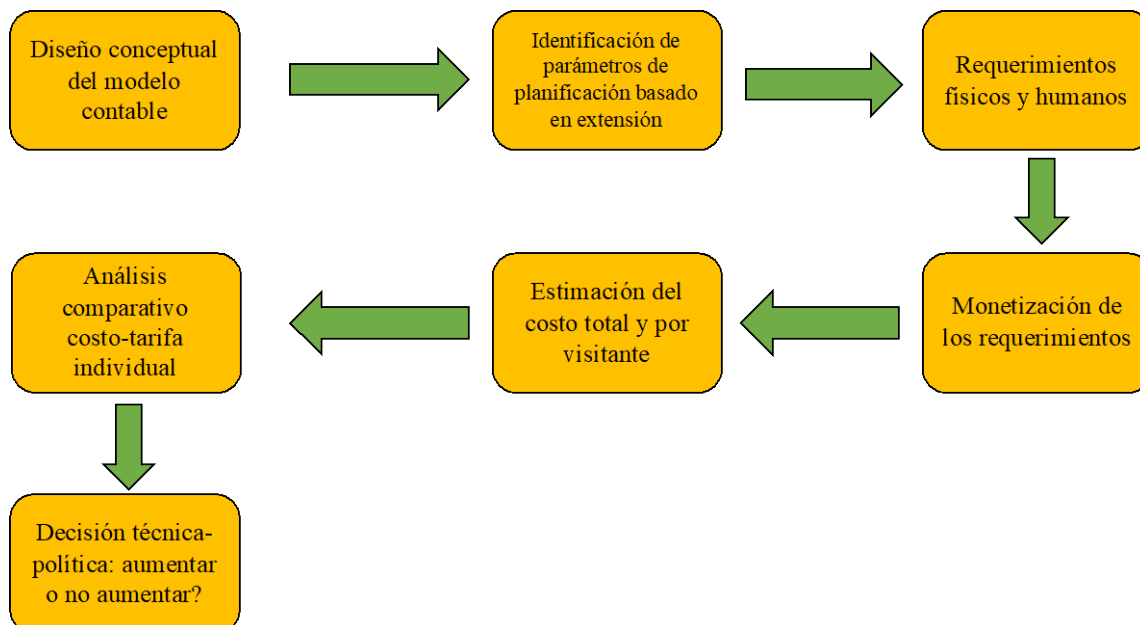 Diseño conceptual
del modelo
contable
Identificación de
parámetros de
planificación basado
en extensión
Requerimientos
físicos y humanos
Monetización de
los requerimientos
Estimación del
costo total y por
visitante
Análisis
comparativo
costo-tarifa
individual
Decisión técnica-
política: aumentar
o no aumentar?